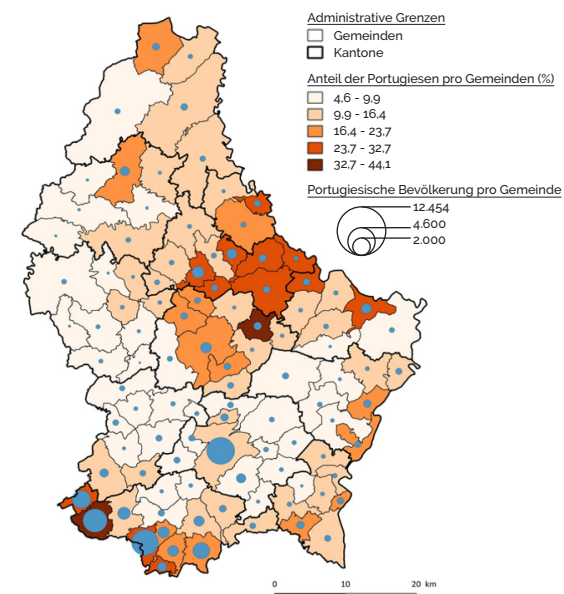 Administrative Grenzen
Gemeinden
Kantone
Anteil der Portugiesen pro Gemeinden (%)
4.6 - 9.9
9.9 - 16.4
16.4 - 23.7
23.7 - 32.7
32.7 - 44.1
Portugiesische Bevölkerung pro Gemeinde
12.454
4.600
2.000
0 10 20 km